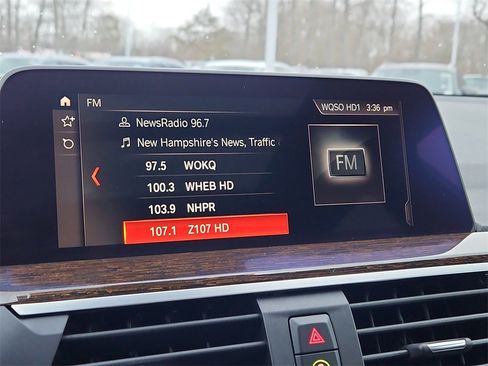 FM
WQSO HD1 3:36 pm
NewsRadio 96.7
New Hampshire's News, Traffic
97.5 WOKQ
100.3 WHEB HD
103.9 NHPR
107.1 Z107 HD
FM